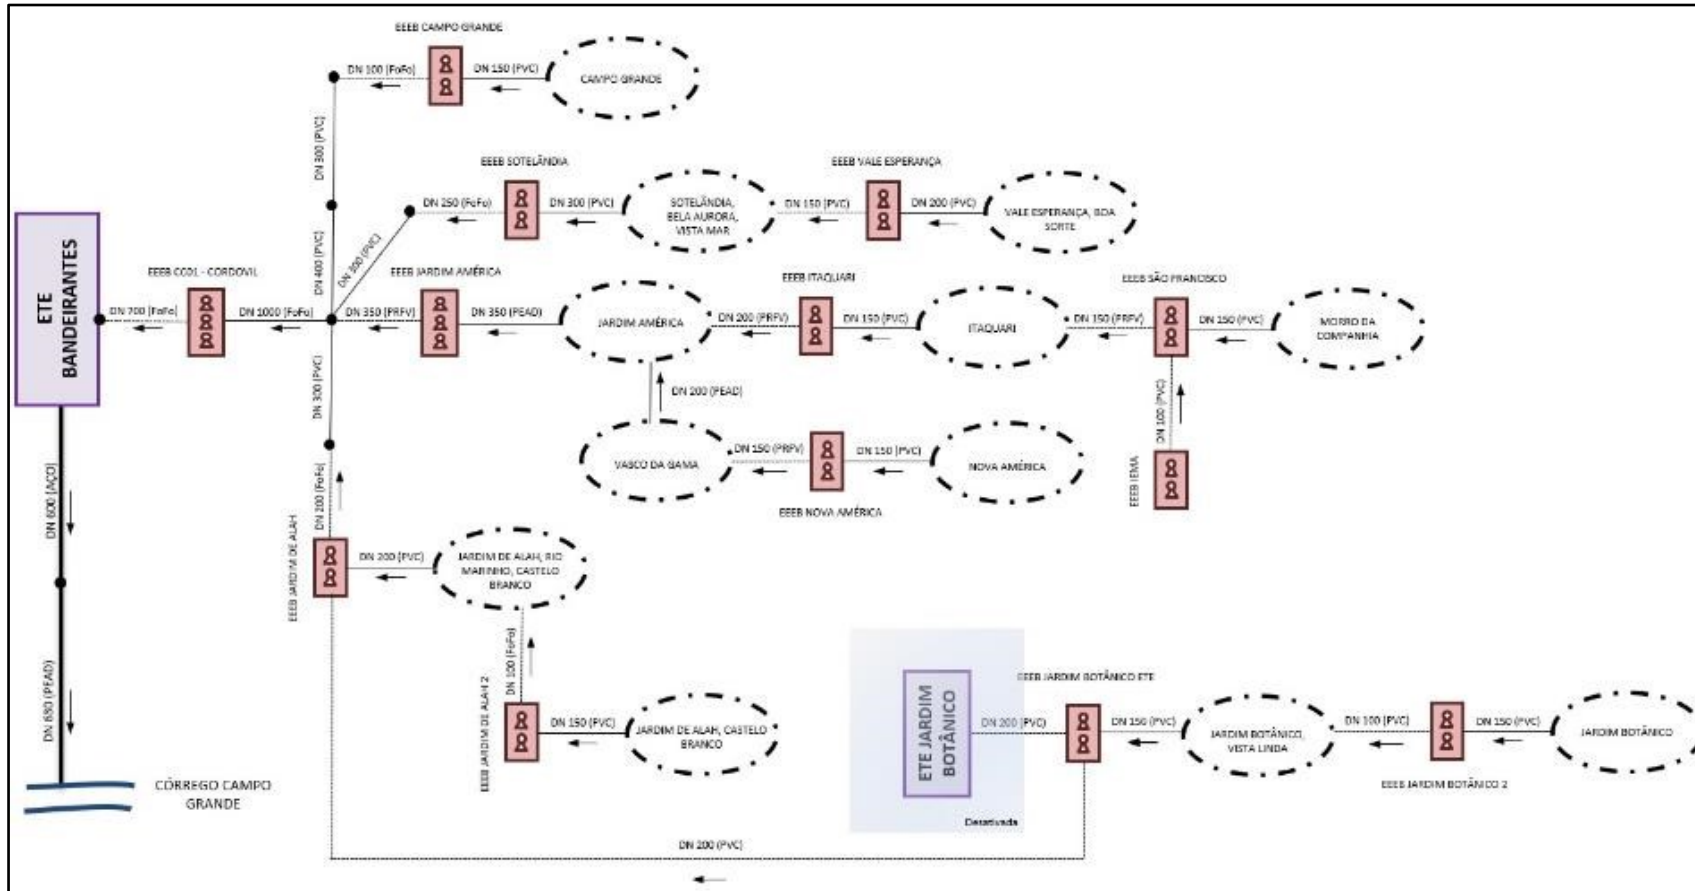 EEEB CAMPO GRANDE
DN 100 (FoFo)
DN 150 (PVC)
CAMPO GRANDE
DN 300 (PVC)
EEEB SOTELÂNDIA
EEEB VALE ESPERANÇA
DN 250 (FoFo)
DN 300 (PVC)
SOTELÂNDIA,
BELA AURORA,
VISTA MAR
DN 150 (PVC)
DN 200 (PVC)
VALE ESPERANÇA, BOA
SORTE
DN 400 (PVC)
DN 300 (PVC)
ETE
BANDEIRANTES
EEEB CG01 - CORDOVIL
EEEB JARDIM AMÉRICA
EEEB ITAQUARI
EEEB SÃO FRANCISCO
DN 700 (FoFo)
DN 1000 (FoFo)
DN 350 (PRFV)
DN 350 (PEAD)
JARDIM AMÉRICA
DN 200 (PRFV)
DN 150 (PVC)
ITAQUARI
DN 150 (PRFV)
DN 150 (PVC)
MORRO DA
COMPANHIA
DN 300 (PVC)
DN 200 (PEAD)
DN 100 (PVC)
VASCO DA GAMA
DN 150 (PRFV)
DN 150 (PVC)
NOVA AMÉRICA
EEEB NOVA AMÉRICA
EEEB IEMA
DN 600 (AÇO)
DN 200 (FoFo)
EEEB JARDIM DE ALAH
DN 200 (PVC)
JARDIM DE ALAH, RIO
MARINHO, CASTELO
BRANCO
DN 100 (FoFo)
EEEB JARDIM DE ALAH 2
DN 150 (PVC)
JARDIM DE ALAH, CASTELO
BRANCO
DN 630 (PEAD)
CÓRREGO CAMPO
GRANDE
ETE JARDIM
BOTÂNICO
Desativada
EEEB JARDIM BOTÂNICO ETE
DN 200 (PVC)
DN 150 (PVC)
JARDIM BOTÂNICO,
VISTA LINDA
DN 100 (PVC)
DN 150 (PVC)
JARDIM BOTÂNICO
EEEB JARDIM BOTÂNICO 2
DN 200 (PVC)